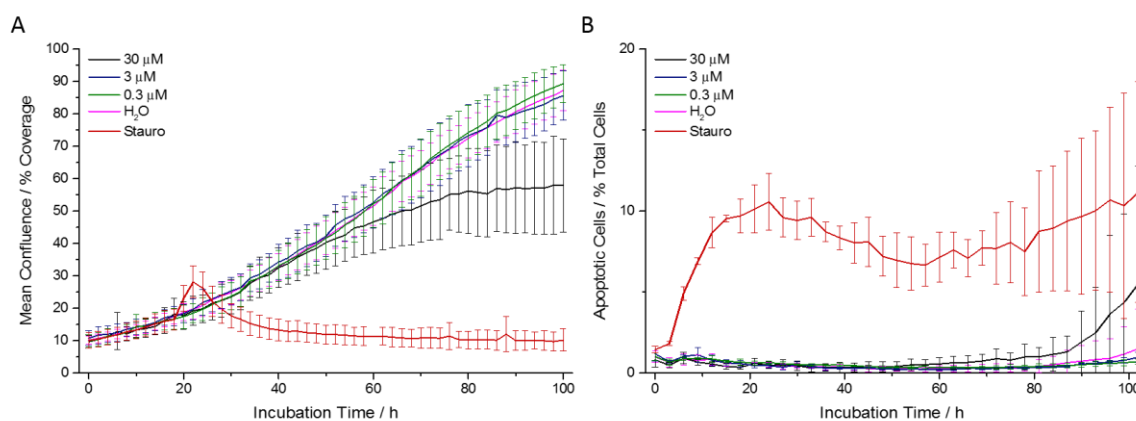 A
100
90
80
70
60
50
40
30
20
10
0
Mean Confluence / % Coverage
30 μM
3 μM
0.3 μM
H₂O
Stauro
0 20 40 60 80 100
Incubation Time / h
B
20
10
0
Apoptotic Cells / % Total Cells
30 μM
3 μM
0.3 μM
H₂O
Stauro
0 20 40 60 80 100
Incubation Time / h